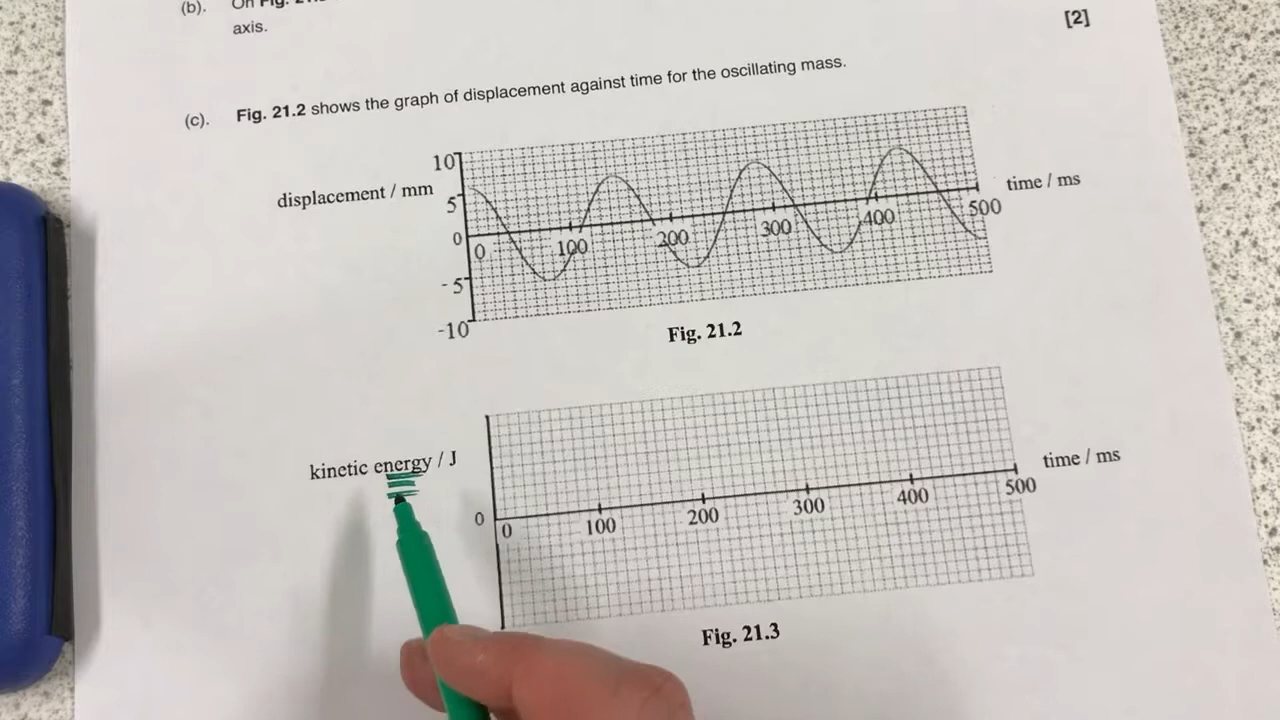 (b). On Fig.
axis.
[2]
(c). Fig. 21.2 shows the graph of displacement against time for the oscillating mass.
10
displacement / mm
5
0
- 5
-10
0
100
200
300
400
500
time / ms
Fig. 21.2
kinetic energy / J
0
0
100
200
300
400
500
time / ms
Fig. 21.3